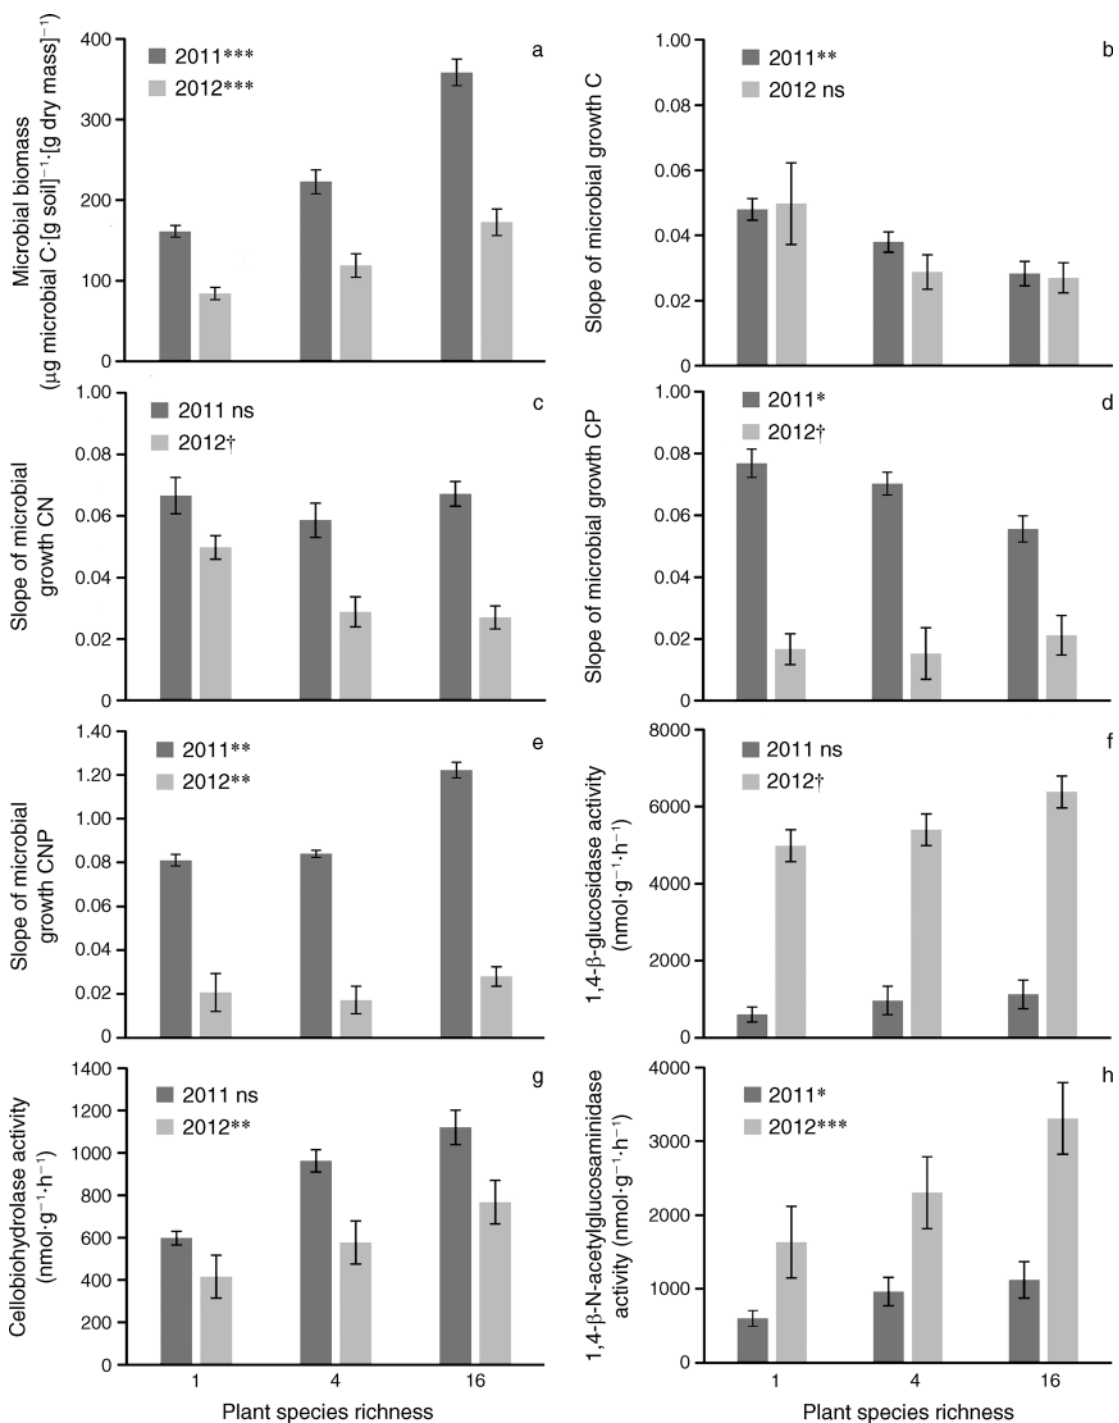 a
2011***
2012***
Microbial biomass
(μg microbial C·[g soil]⁻¹·[g dry mass]⁻¹
400
300
200
100
0
b
2011**
2012 ns
Slope of microbial growth C
1.00
0.08
0.06
0.04
0.02
0
c
2011 ns
2012†
Slope of microbial
growth CN
1.00
0.08
0.06
0.04
0.02
0
d
2011*
2012†
Slope of microbial growth CP
1.00
0.08
0.06
0.04
0.02
0
e
2011**
2012**
Slope of microbial
growth CNP
1.40
1.20
1.00
0.08
0.06
0.04
0.02
0
f
2011 ns
2012†
1,4-β-glucosidase activity
(nmol·g⁻¹·h⁻¹)
8000
6000
4000
2000
0
g
2011 ns
2012**
Cellobiohydrolase activity
(nmol·g⁻¹·h⁻¹)
1400
1200
1000
800
600
400
200
0
1 4 16
Plant species richness
h
2011*
2012***
1,4-β-N-acetylglucosaminidase
activity (nmol·g⁻¹·h⁻¹)
4000
3000
2000
1000
0
1 4 16
Plant species richness